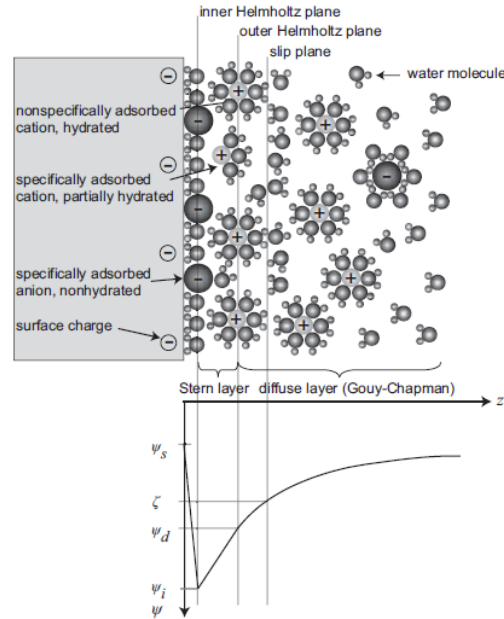 inner Helmholtz plane
outer Helmholtz plane
slip plane
water molecule
nonspecifically adsorbed
cation, hydrated
specifically adsorbed
cation, partially hydrated
specifically adsorbed
anion, nonhydrated
surface charge
− − − −
− − −
+ + + + + + + +
−
Stern layer diffuse layer (Gouy-Chapman)
z
ψs
ζ
ψd
ψi
ψ